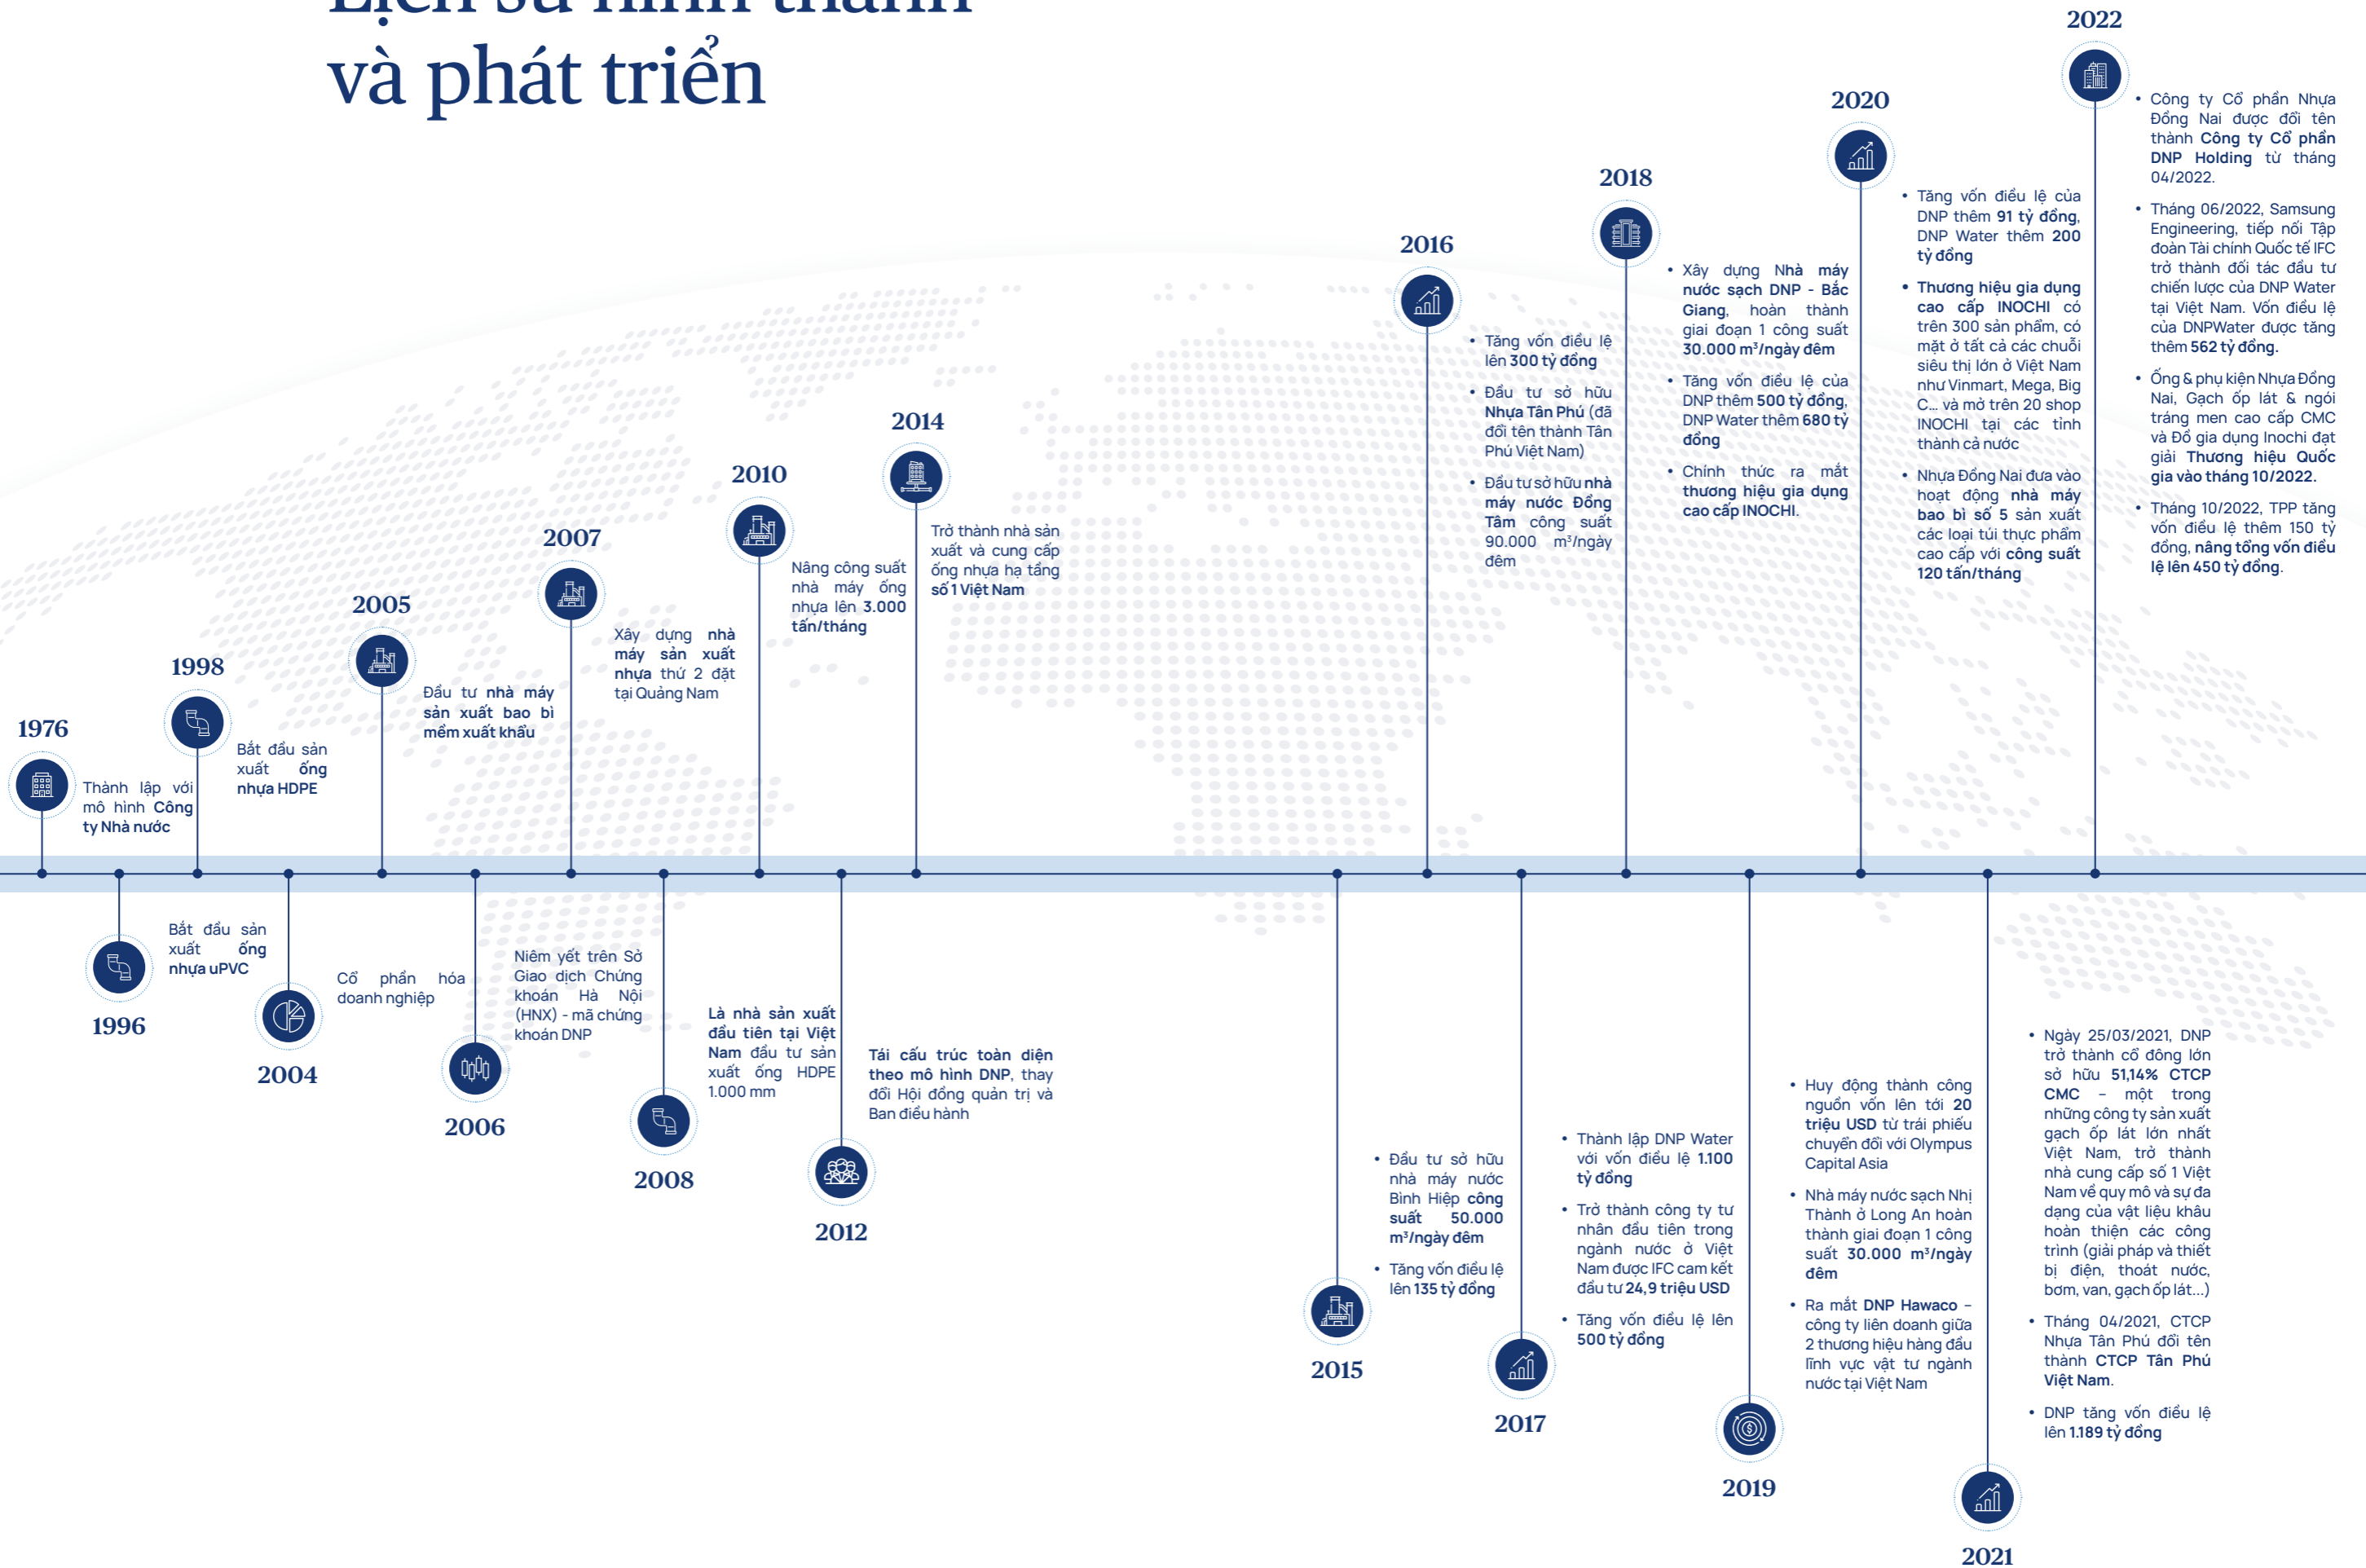 Lịch sử hình thành
và phát triển
1976
Thành lập với
mô hình Công
ty Nhà nước
1996
Bắt đầu sản
xuất ống
nhựa uPVC
1998
Bắt đầu sản
xuất ống
nhựa HDPE
2004
Cổ phần hóa
doanh nghiệp
2005
Đầu tư nhà máy
sản xuất bao bì
mềm xuất khẩu
2006
Niêm yết trên Sở
Giao dịch Chứng
khoán Hà Nội
(HNX) - mã chứng
khoán DNP
2007
Xây dựng nhà
máy sản xuất
nhựa thứ 2 đặt
tại Quảng Nam
2008
Là nhà sản xuất
đầu tiên tại Việt
Nam đầu tư sản
xuất ống HDPE
1.000 mm
2010
Nâng công suất
nhà máy ống
nhựa lên 3.000
tấn/tháng
2012
Tái cấu trúc toàn diện
theo mô hình DNP, thay
đổi Hội đồng quản trị và
Ban điều hành
2014
Trở thành nhà sản
xuất và cung cấp
ống nhựa hạ tầng
số 1 Việt Nam
2015
• Đầu tư sở hữu
nhà máy nước
Bình Hiệp công
suất 50.000
m³/ngày đêm
• Tăng vốn điều lệ
lên 135 tỷ đồng
2016
• Tăng vốn điều lệ
lên 300 tỷ đồng
• Đầu tư sở hữu
Nhựa Tân Phú (đã
đổi tên thành Tân
Phú Việt Nam)
• Đầu tư sở hữu nhà
máy nước Đồng
Tâm công suất
90.000 m³/ngày
đêm
2017
• Thành lập DNP Water
với vốn điều lệ 1.100
tỷ đồng
• Trở thành công ty tư
nhân đầu tiên trong
ngành nước ở Việt
Nam được IFC cam kết
đầu tư 24,9 triệu USD
• Tăng vốn điều lệ lên
500 tỷ đồng
2018
• Xây dựng Nhà máy
nước sạch DNP - Bắc
Giang, hoàn thành
giai đoạn 1 công suất
30.000 m³/ngày đêm
• Tăng vốn điều lệ của
DNP thêm 500 tỷ đồng,
DNP Water thêm 680 tỷ
đồng
• Chính thức ra mắt
thương hiệu gia dụng
cao cấp INOCHI.
2019
• Huy động thành công
nguồn vốn lên tới 20
triệu USD từ trái phiếu
chuyển đổi với Olympus
Capital Asia
• Nhà máy nước sạch Nhị
Thành ở Long An hoàn
thành giai đoạn 1 công
suất 30.000 m³/ngày
đêm
• Ra mắt DNP Hawaco –
công ty liên doanh giữa
2 thương hiệu hàng đầu
lĩnh vực vật tư ngành
nước tại Việt Nam
2020
• Tăng vốn điều lệ của
DNP thêm 91 tỷ đồng,
DNP Water thêm 200
tỷ đồng
• Thương hiệu gia dụng
cao cấp INOCHI có
trên 300 sản phẩm, có
mặt ở tất cả các chuỗi
siêu thị lớn ở Việt Nam
như Vinmart, Mega, Big
C... và mở trên 20 shop
INOCHI tại các tỉnh
thành cả nước
• Nhựa Đồng Nai đưa vào
hoạt động nhà máy
bao bì số 5 sản xuất
các loại túi thực phẩm
cao cấp với công suất
120 tấn/tháng
2021
• Ngày 25/03/2021, DNP
trở thành cổ đông lớn
sở hữu 51,14% CTCP
CMC – một trong
những công ty sản xuất
gạch ốp lát lớn nhất
Việt Nam, trở thành
nhà cung cấp số 1 Việt
Nam về quy mô và sự đa
dạng của vật liệu khâu
hoàn thiện các công
trình (giải pháp và thiết
bị điện, thoát nước,
bơm, van, gạch ốp lát...)
• Tháng 04/2021, CTCP
Nhựa Tân Phú đổi tên
thành CTCP Tân Phú
Việt Nam.
• DNP tăng vốn điều lệ
lên 1.189 tỷ đồng
2022
• Công ty Cổ phần Nhựa
Đồng Nai được đổi tên
thành Công ty Cổ phần
DNP Holding từ tháng
04/2022.
• Tháng 06/2022, Samsung
Engineering, tiếp nối Tập
đoàn Tài chính Quốc tế IFC
trở thành đối tác đầu tư
chiến lược của DNP Water
tại Việt Nam. Vốn điều lệ
của DNPWater được tăng
thêm 562 tỷ đồng.
• Ống & phụ kiện Nhựa Đồng
Nai, Gạch ốp lát & ngói
tráng men cao cấp CMC
và Đồ gia dụng Inochi đạt
giải Thương hiệu Quốc
gia vào tháng 10/2022.
• Tháng 10/2022, TPP tăng
vốn điều lệ thêm 150 tỷ
đồng, nâng tổng vốn điều
lệ lên 450 tỷ đồng.